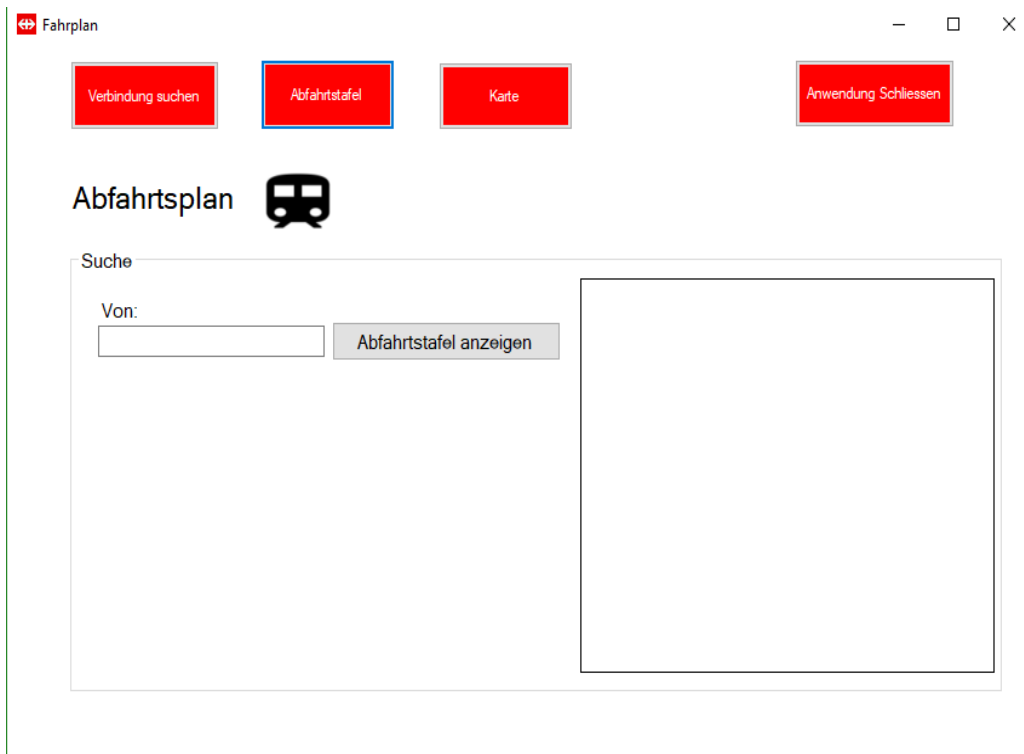 Fahrplan
Verbindung suchen
Abfahrtstafel
Karte
Anwendung Schliessen
Abfahrtsplan
Suche
Von:
Abfahrtstafel anzeigen